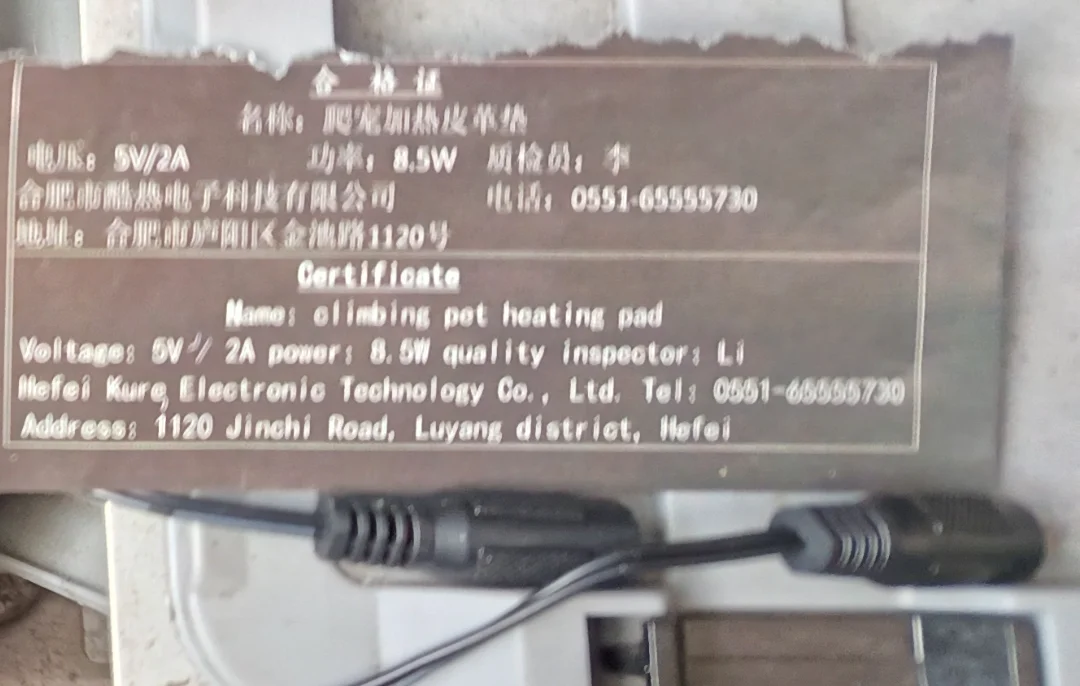 合 格 证
名称：爬宠加热皮革垫
电压：5V/2A 功率：8.5W 质检员：李
合肥市酷热电子科技有限公司 电话：0551-65555730
地址：合肥市庐阳区金池路1120号
Certificate
Name: climbing pet heating pad
Voltage: 5V / 2A power: 8.5W quality inspector: Li
Hefei Kure Electronic Technology Co., Ltd. Tel: 0551-65555730
Address: 1120 Jinchi Road, Luyang district, Hefei